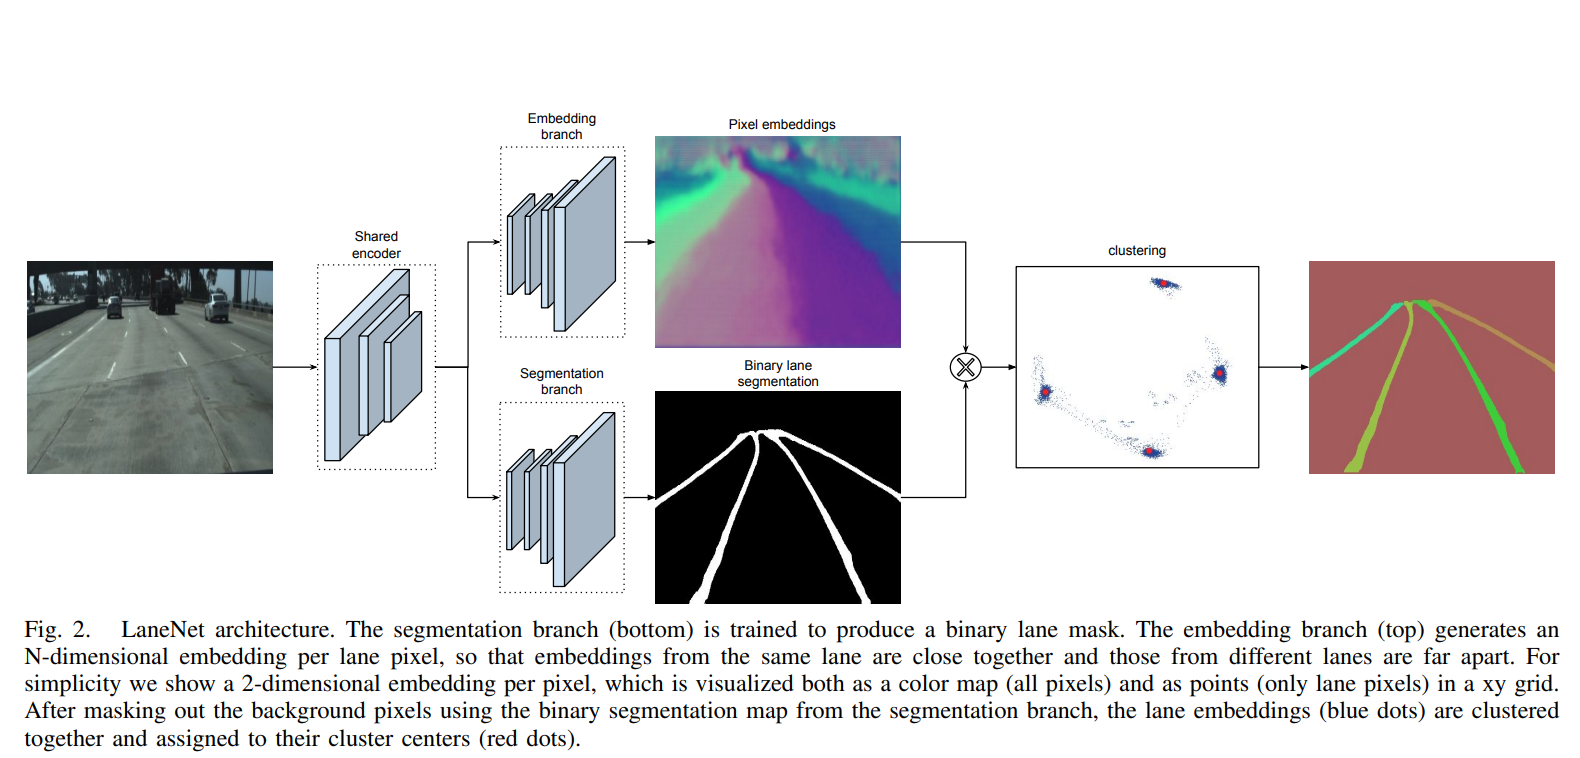 Embedding
branch
Pixel embeddings
Shared
encoder
clustering
Segmentation
branch
Binary lane
segmentation
Fig. 2. LaneNet architecture. The segmentation branch (bottom) is trained to produce a binary lane mask. The embedding branch (top) generates an
N-dimensional embedding per lane pixel, so that embeddings from the same lane are close together and those from different lanes are far apart. For
simplicity we show a 2-dimensional embedding per pixel, which is visualized both as a color map (all pixels) and as points (only lane pixels) in a xy grid.
After masking out the background pixels using the binary segmentation map from the segmentation branch, the lane embeddings (blue dots) are clustered
together and assigned to their cluster centers (red dots).